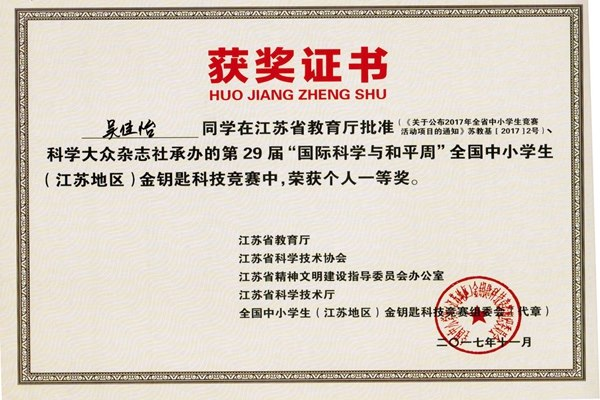 获奖证书
HUO JIANG ZHENG SHU
吴佳怡 同学在江苏省教育厅批准（《关于公布2017年全省中小学生竞赛活动项目的通知》苏教基［2017］2号）、
科学大众杂志社承办的第29届“国际科学与和平周”全国中小学生
（江苏地区）金钥匙科技竞赛中，荣获个人一等奖。
江苏省教育厅
江苏省科学技术协会
江苏省精神文明建设指导委员会办公室
江苏省科学技术厅
全国中小学生（江苏地区）金钥匙科技竞赛组委会（代章）
二〇一七年十一月